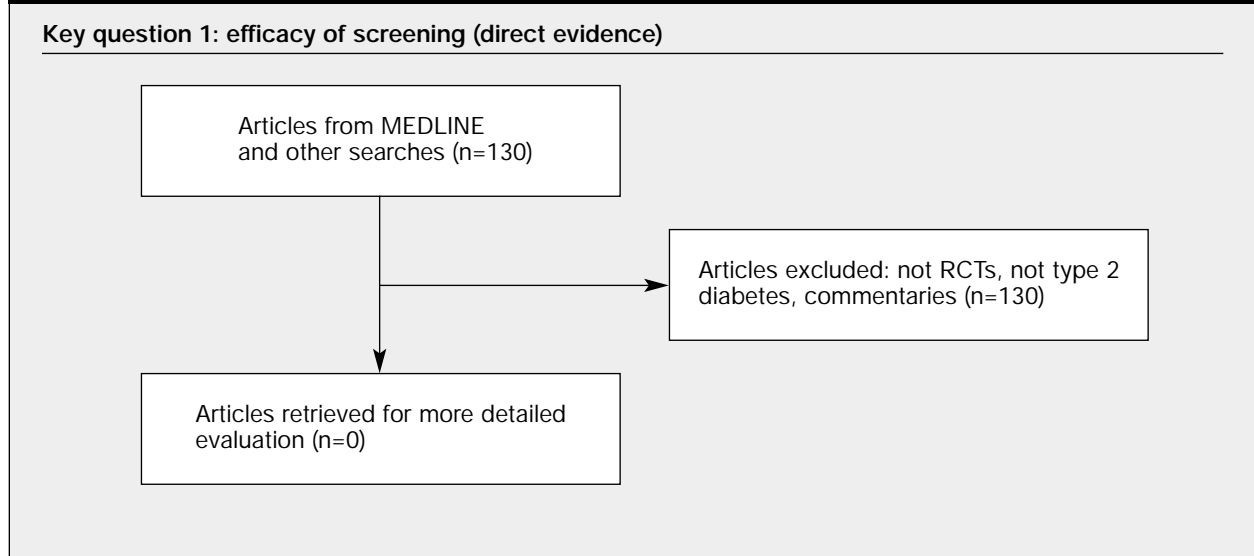 Key question 1: efficacy of screening (direct evidence)
Articles from MEDLINE
and other searches (n=130)
Articles excluded: not RCTs, not type 2
diabetes, commentaries (n=130)
Articles retrieved for more detailed
evaluation (n=0)